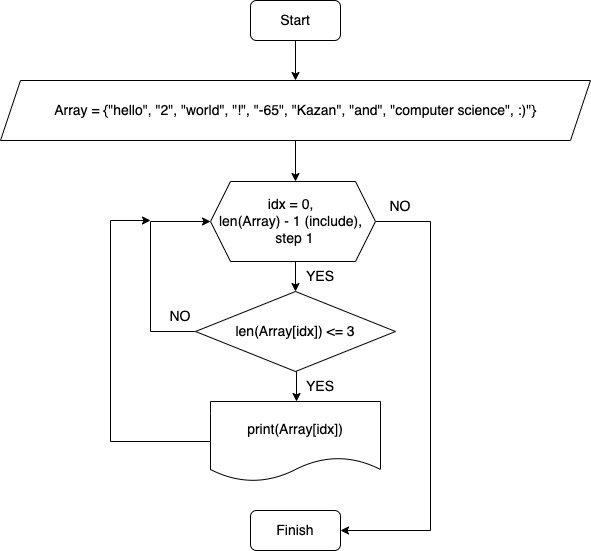 Start
Array = {"hello", "2", "world", "!", "-65", "Kazan", "and", "computer science", :)"}
idx = 0,
len(Array) - 1 (include),
step 1
NO
YES
len(Array[idx]) <= 3
NO
YES
print(Array[idx])
Finish